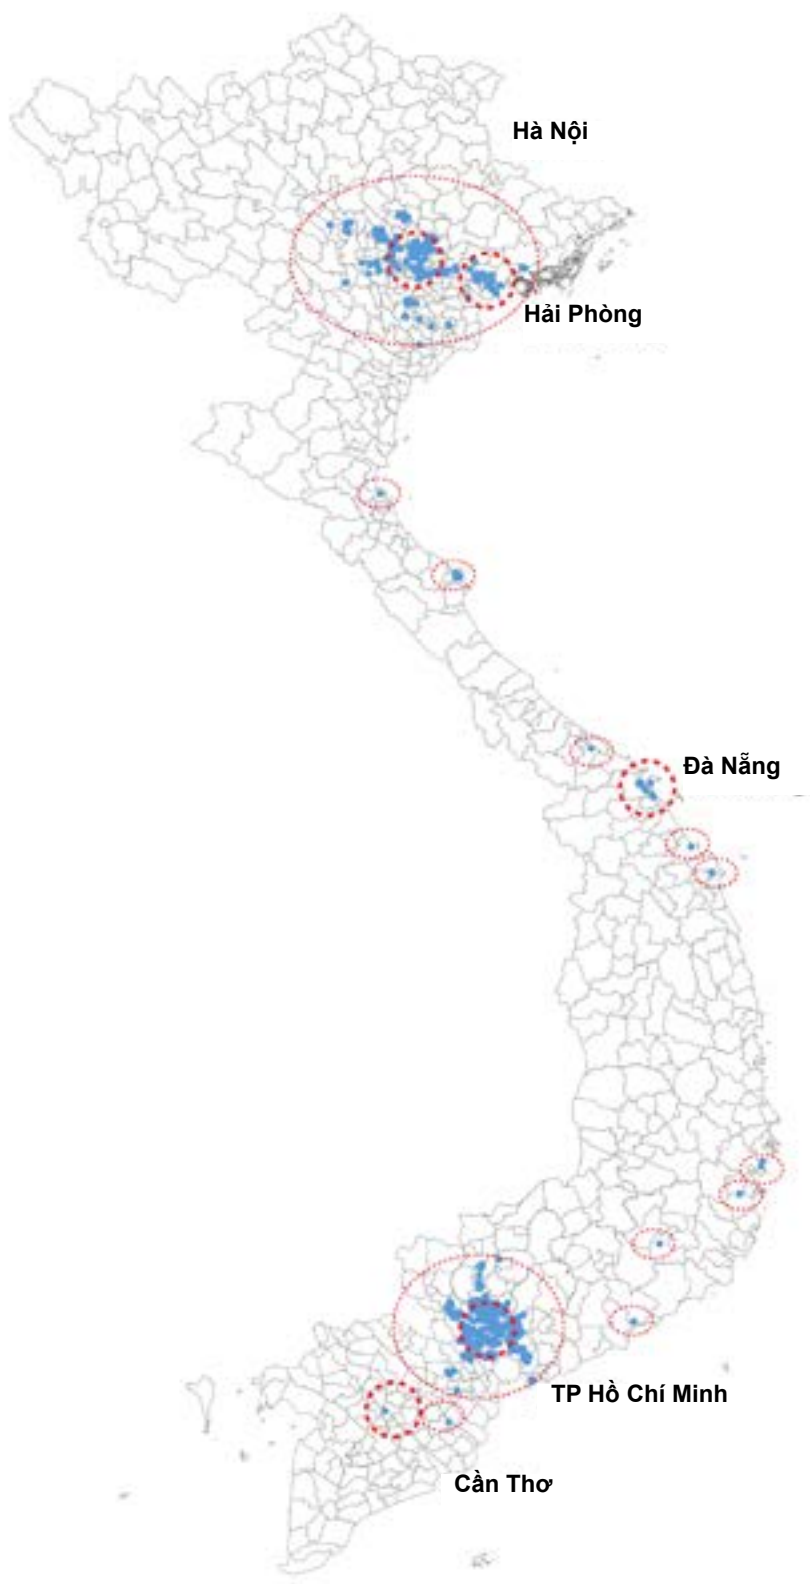 Hà Nội
Hải Phòng
Đà Nẵng
TP Hồ Chí Minh
Cần Thơ